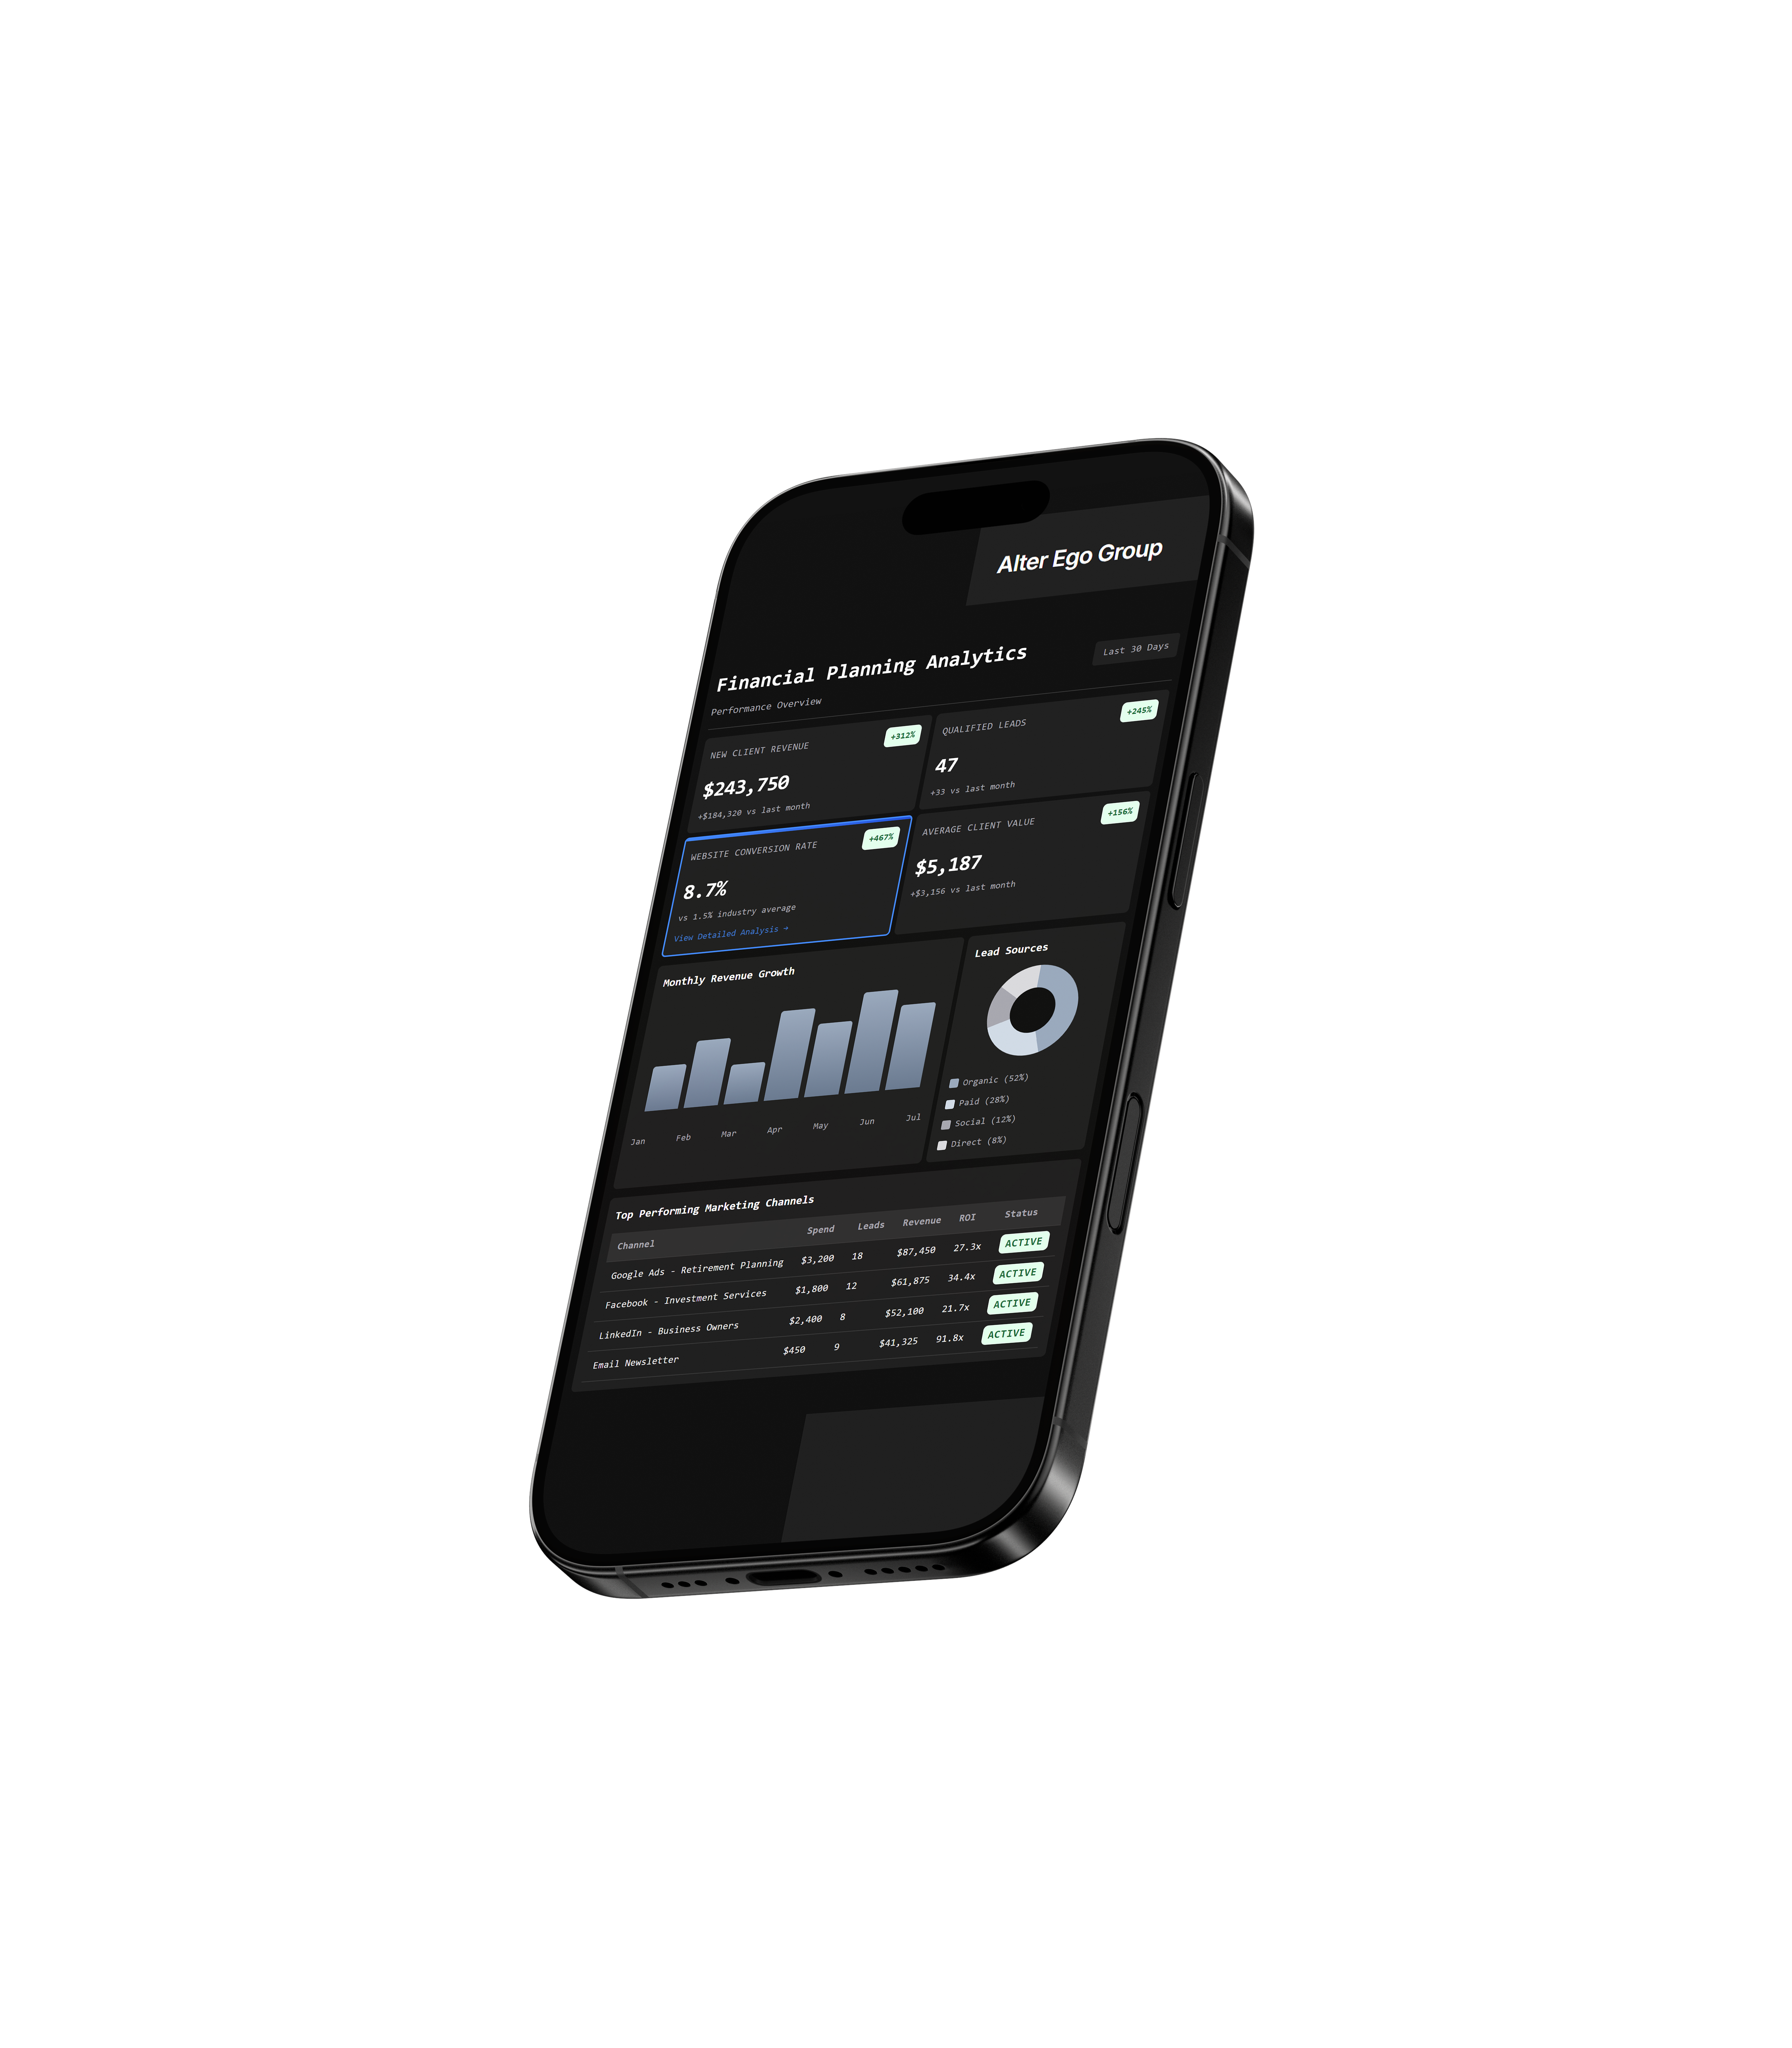 Alter Ego Group
Financial Planning Analytics
Last 30 Days
Performance Overview
NEW CLIENT REVENUE
+312%
$243,750
+$184,320 vs last month
QUALIFIED LEADS
+245%
47
+33 vs last month
WEBSITE CONVERSION RATE
+467%
8.7%
vs 1.5% industry average
View Detailed Analysis →
AVERAGE CLIENT VALUE
+156%
$5,187
+$3,156 vs last month
Monthly Revenue Growth
Jan Feb Mar Apr May Jun Jul
Lead Sources
Organic (52%)
Paid (28%)
Social (12%)
Direct (8%)
Top Performing Marketing Channels
Channel Spend Leads Revenue ROI Status
Google Ads - Retirement Planning $3,200 18 $87,450 27.3x ACTIVE
Facebook - Investment Services $1,800 12 $61,875 34.4x ACTIVE
LinkedIn - Business Owners $2,400 8 $52,100 21.7x ACTIVE
Email Newsletter $450 9 $41,325 91.8x ACTIVE